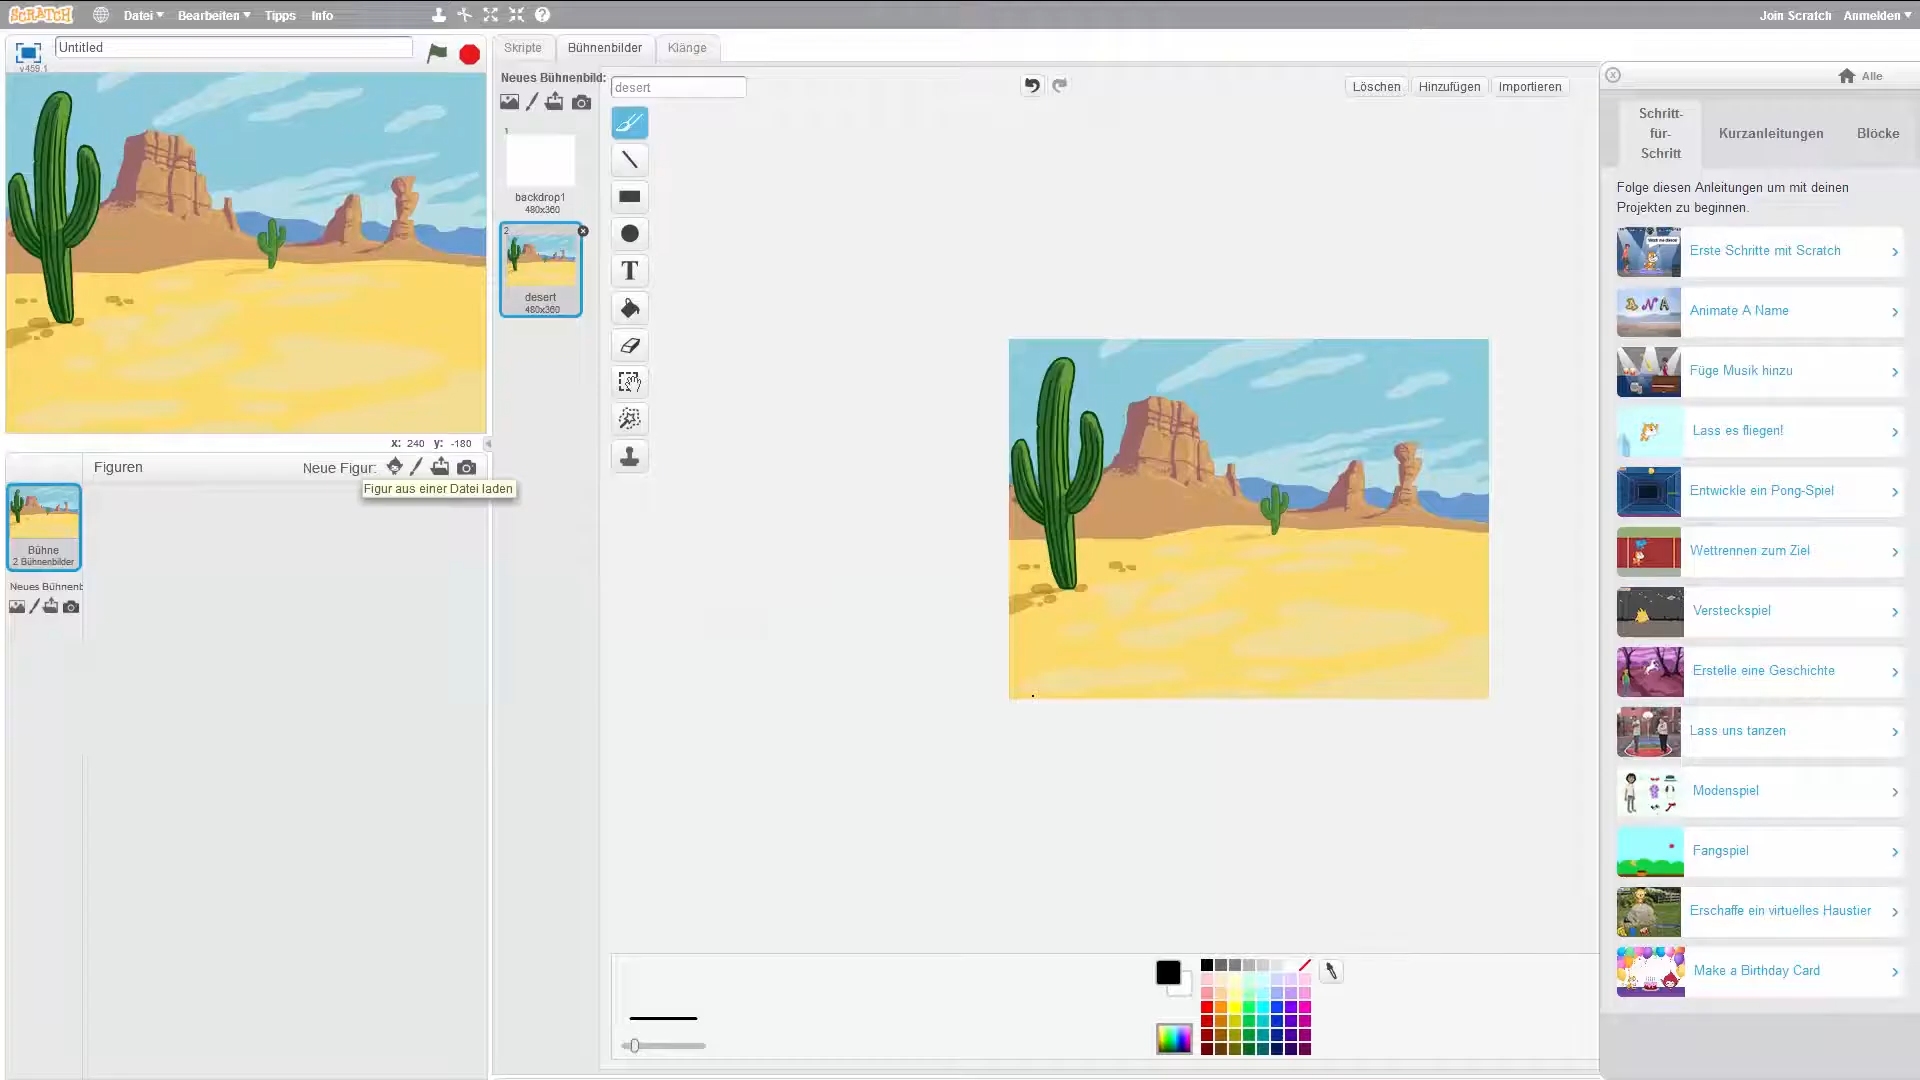 SCRATCH
Datei
Bearbeiten
Tipps
Info
Join Scratch
Anmelden
Untitled
v459.1
Skripte
Bühnenbilder
Klänge
Neues Bühnenbild:
desert
Löschen
Hinzufügen
Importieren
1
backdrop1
480x360
2
desert
480x360
x: 240 y: -180
Figuren
Neue Figur:
Figur aus einer Datei laden
Bühne
2 Bühnenbilder
Neues Bühnenb
T
Alle
Schritt-
für-
Schritt
Kurzanleitungen
Blöcke
Folge diesen Anleitungen um mit deinen
Projekten zu beginnen.
Erste Schritte mit Scratch
Animate A Name
Füge Musik hinzu
Lass es fliegen!
Entwickle ein Pong-Spiel
Wettrennen zum Ziel
Versteckspiel
Erstelle eine Geschichte
Lass uns tanzen
Modenspiel
Fangspiel
Erschaffe ein virtuelles Haustier
Make a Birthday Card